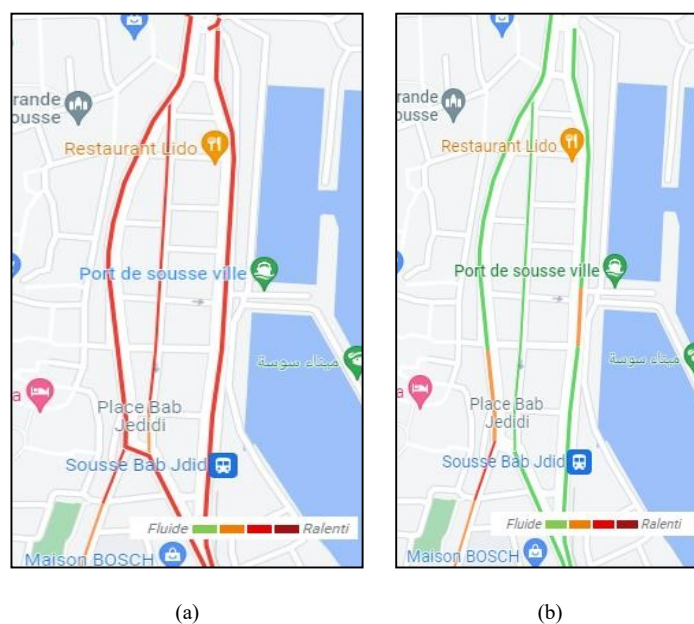 rande
ousse
Restaurant Lido
Port de sousse ville
ميناء سوسة
a
Place Bab
Jedidi
Sousse Bab Jdid
Fluide
Ralenti
Maison BOSCH
(a)
rande
ousse
Restaurant Lido
Port de sousse ville
ميناء سوسة
a
Place Bab
Jedidi
Sousse Bab Jdid
Fluide
Ralenti
Maison BOSCH
(b)